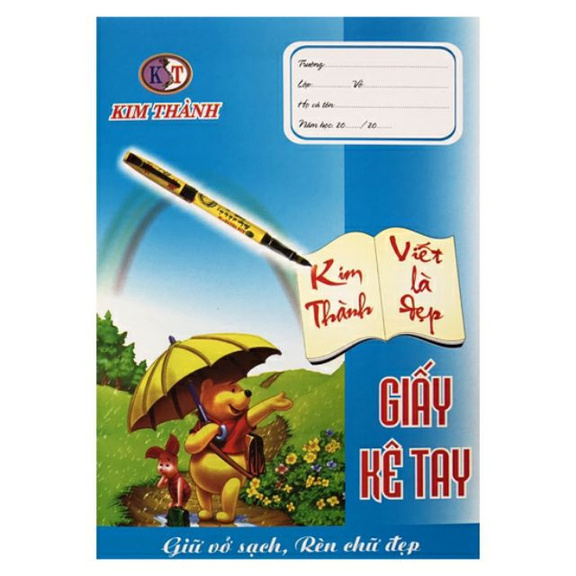 KT
KIM THÀNH
Trường:
Lớp: Vở:
Họ và tên:
Năm học: 20....../20......
Kim Thành
Viết là đẹp
GIẤY
KÊ TAY
Giữ vở sạch, Rèn chữ đẹp